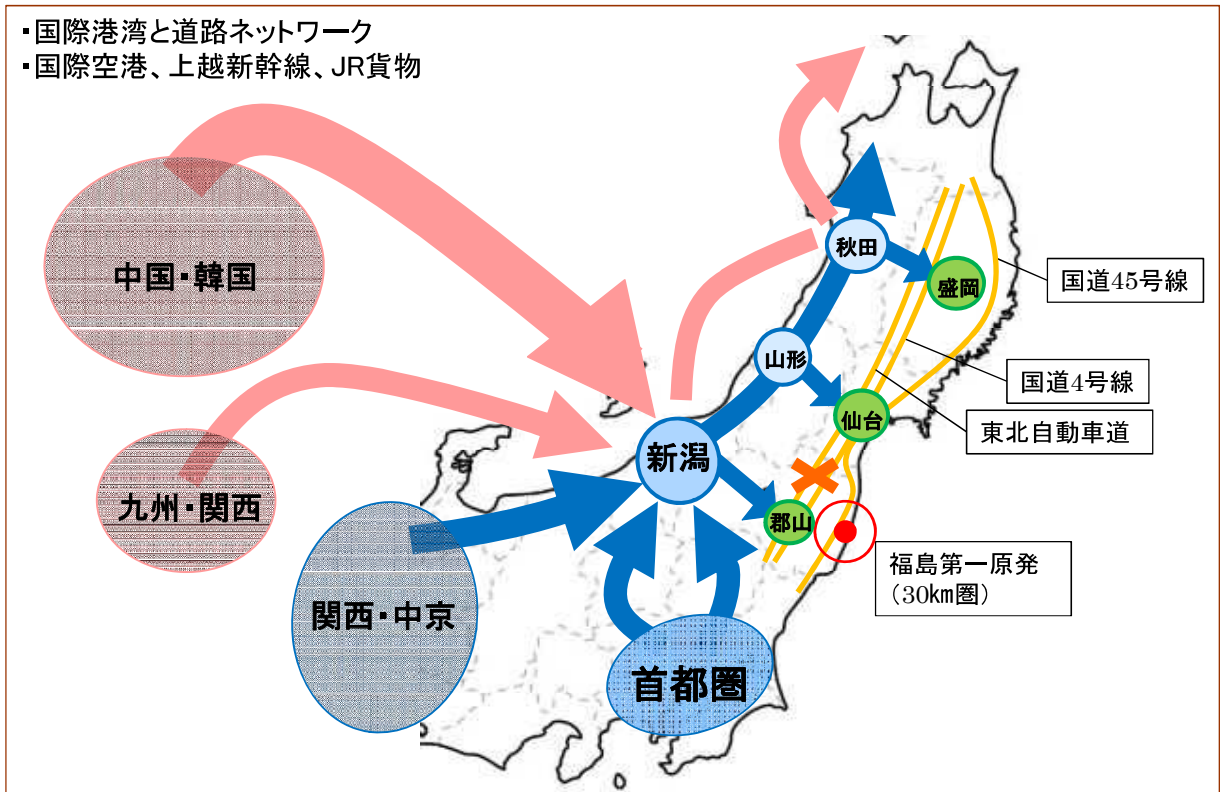 ・国際港湾と道路ネットワーク
・国際空港、上越新幹線、JR貨物
中国・韓国
秋田
盛岡
国道45号線
山形
国道4号線
仙台
東北自動車道
新潟
九州・関西
郡山
福島第一原発
（30km圏）
関西・中京
首都圏